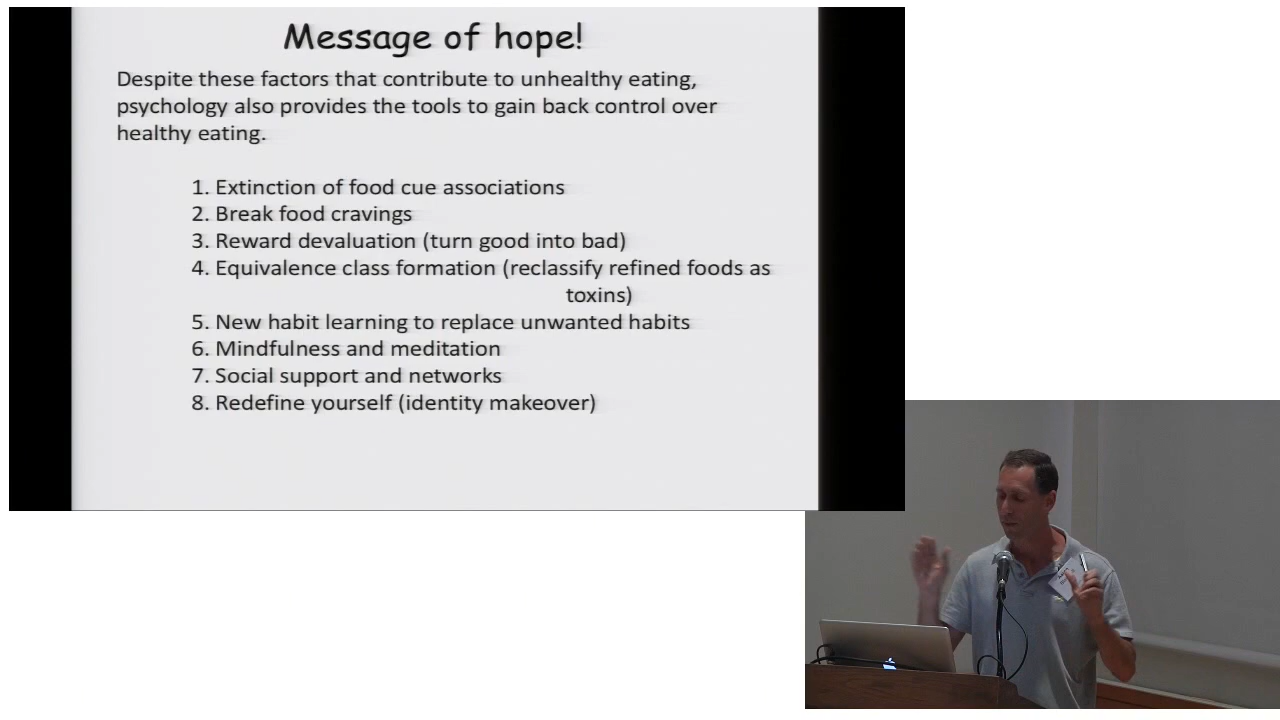 Message of hope!
Despite these factors that contribute to unhealthy eating,
psychology also provides the tools to gain back control over
healthy eating.
1. Extinction of food cue associations
2. Break food cravings
3. Reward devaluation (turn good into bad)
4. Equivalence class formation (reclassify refined foods as
toxins)
5. New habit learning to replace unwanted habits
6. Mindfulness and meditation
7. Social support and networks
8. Redefine yourself (identity makeover)